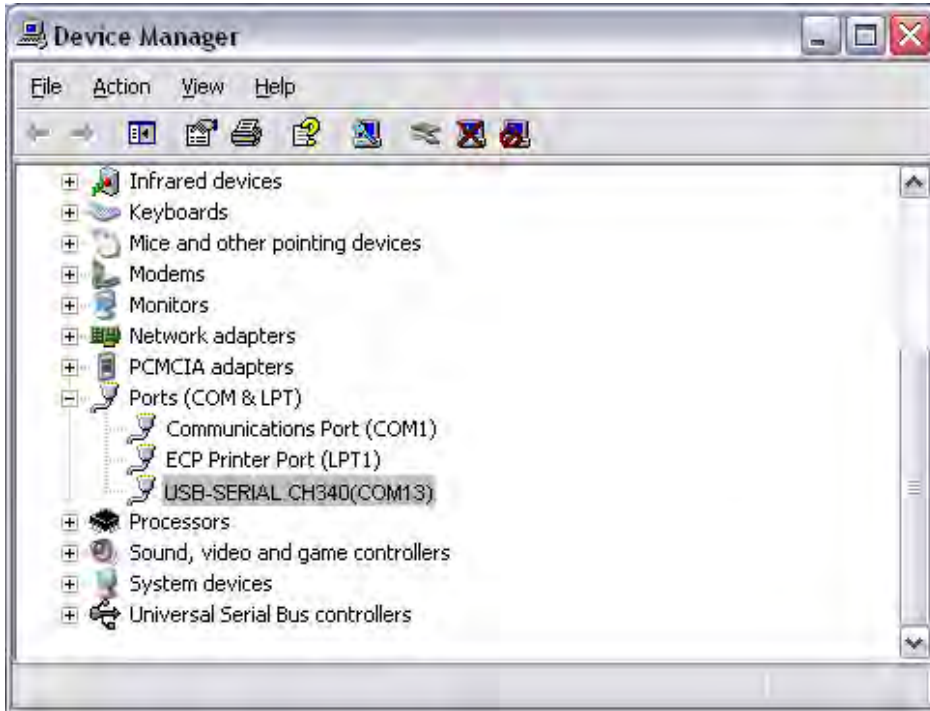 Device Manager
File Action View Help
Infrared devices
Keyboards
Mice and other pointing devices
Modems
Monitors
Network adapters
PCMCIA adapters
Ports (COM & LPT)
Communications Port (COM1)
ECP Printer Port (LPT1)
USB-SERIAL CH340(COM13)
Processors
Sound, video and game controllers
System devices
Universal Serial Bus controllers